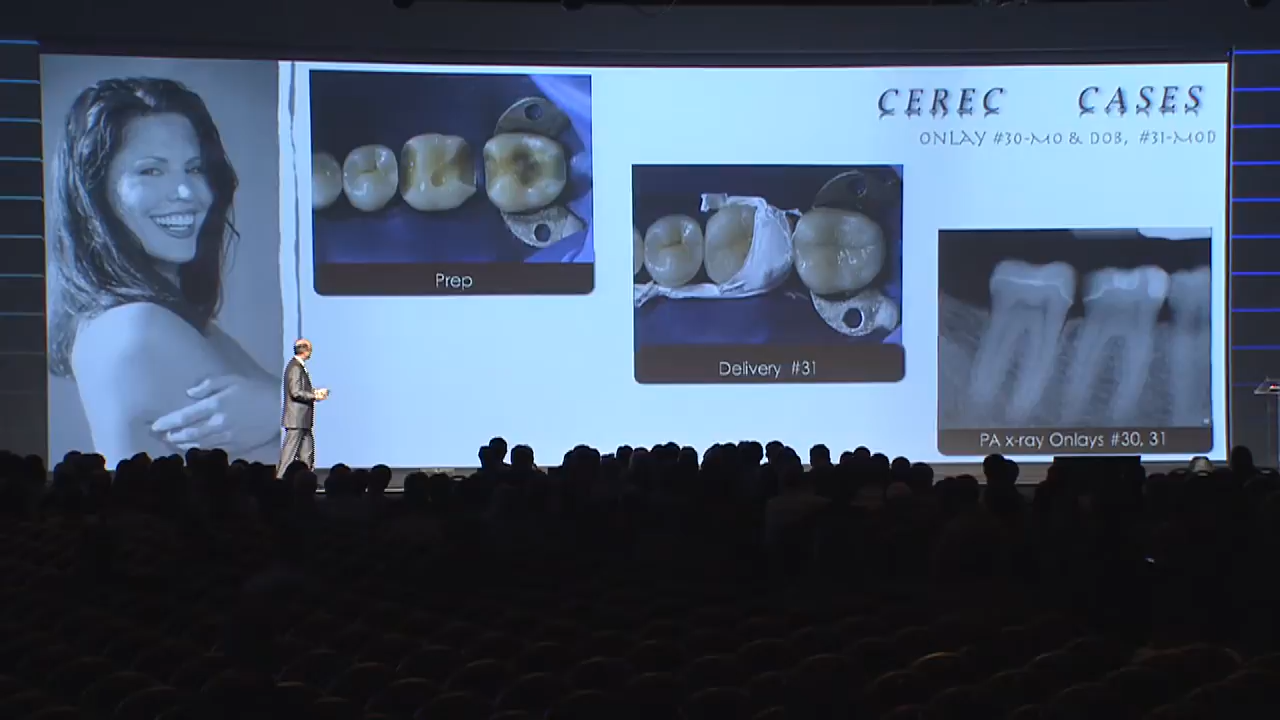 CEREC CASES
ONLAY #30-MO & DOB, #31-MOD
Prep
Delivery #31
PA x-ray Onlays #30, 31